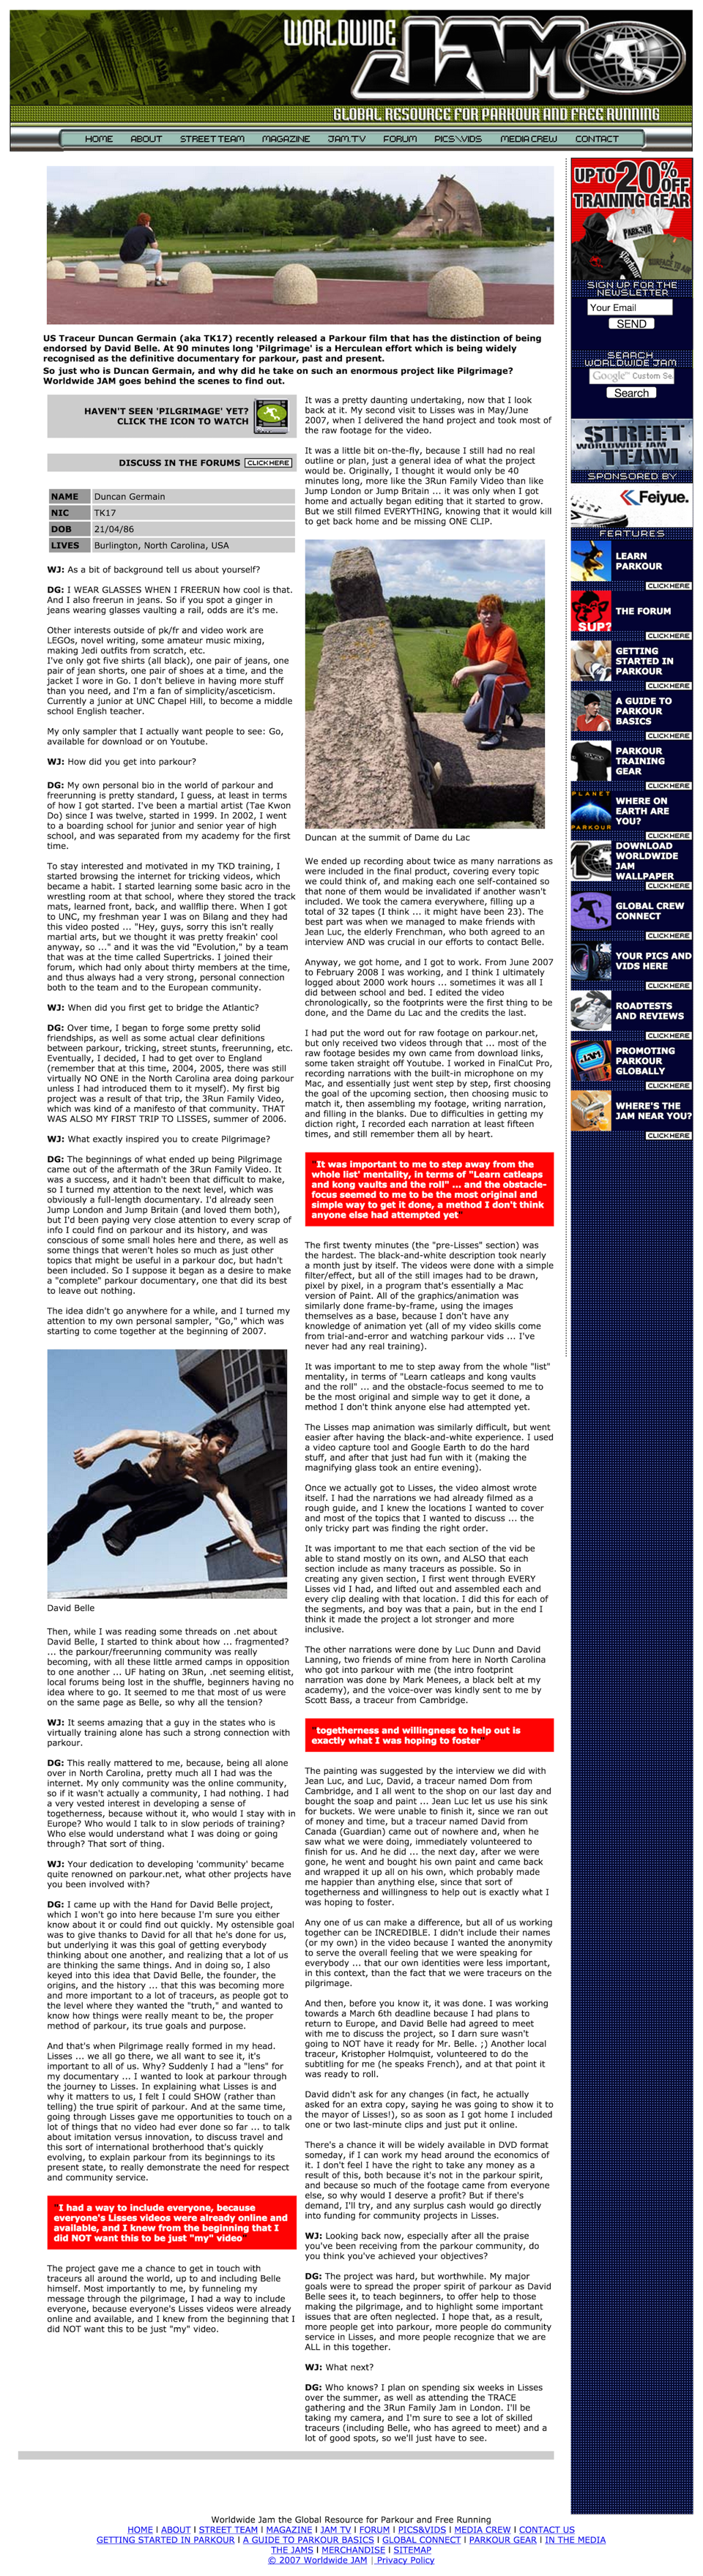 WORLDWIDE JAM
GLOBAL RESOURCE FOR PARKOUR AND FREE RUNNING
HOME ABOUT STREET TEAM MAGAZINE JAM.TV FORUM PICS\VIDS MEDIA CREW CONTACT
US Traceur Duncan Germain (aka TK17) recently released a Parkour film that has the distinction of being
endorsed by David Belle. At 90 minutes long 'Pilgrimage' is a Herculean effort which is being widely
recognised as the definitive documentary for parkour, past and present.
So just who is Duncan Germain, and why did he take on such an enormous project like Pilgrimage?
Worldwide JAM goes behind the scenes to find out.
HAVEN'T SEEN 'PILGRIMAGE' YET?
CLICK THE ICON TO WATCH
DISCUSS IN THE FORUMS CLICK HERE
NAME Duncan Germain
NIC TK17
DOB 21/04/86
LIVES Burlington, North Carolina, USA
WJ: As a bit of background tell us about yourself?
DG: I WEAR GLASSES WHEN I FREERUN how cool is that.
And I also freerun in jeans. So if you spot a ginger in
jeans wearing glasses vaulting a rail, odds are it's me.
Other interests outside of pk/fr and video work are
LEGOs, novel writing, some amateur music mixing,
making Jedi outfits from scratch, etc.
I've only got five shirts (all black), one pair of jeans, one
pair of jean shorts, one pair of shoes at a time, and the
jacket I wore in Go. I don't believe in having more stuff
than you need, and I'm a fan of simplicity/asceticism.
Currently a junior at UNC Chapel Hill, to become a middle
school English teacher.
My only sampler that I actually want people to see: Go,
available for download or on Youtube.
WJ: How did you get into parkour?
DG: My own personal bio in the world of parkour and
freerunning is pretty standard, I guess, at least in terms
of how I got started. I've been a martial artist (Tae Kwon
Do) since I was twelve, started in 1999. In 2002, I went
to a boarding school for junior and senior year of high
school, and was separated from my academy for the first
time.
To stay interested and motivated in my TKD training, I
started browsing the internet for tricking videos, which
became a habit. I started learning some basic acro in the
wrestling room at that school, where they stored the track
mats, learned front, back, and wallflip there. When I got
to UNC, my freshman year I was on Bilang and they had
this video posted ... "Hey, guys, sorry this isn't really
martial arts, but we thought it was pretty freakin' cool
anyway, so ..." and it was the vid "Evolution," by a team
that was at the time called Supertricks. I joined their
forum, which had only about thirty members at the time,
and thus always had a very strong, personal connection
both to the team and to the European community.
WJ: When did you first get to bridge the Atlantic?
DG: Over time, I began to forge some pretty solid
friendships, as well as some actual clear definitions
between parkour, tricking, street stunts, freerunning, etc.
Eventually, I decided, I had to get over to England
(remember that at this time, 2004, 2005, there was still
virtually NO ONE in the North Carolina area doing parkour
unless I had introduced them to it myself). My first big
project was a result of that trip, the 3Run Family Video,
which was kind of a manifesto of that community. THAT
WAS ALSO MY FIRST TRIP TO LISSES, summer of 2006.
WJ: What exactly inspired you to create Pilgrimage?
DG: The beginnings of what ended up being Pilgrimage
came out of the aftermath of the 3Run Family Video. It
was a success, and it hadn't been that difficult to make,
so I turned my attention to the next level, which was
obviously a full-length documentary. I'd already seen
Jump London and Jump Britain (and loved them both),
but I'd been paying very close attention to every scrap of
info I could find on parkour and its history, and was
conscious of some small holes here and there, as well as
some things that weren't holes so much as just other
topics that might be useful in a parkour doc, but hadn't
been included. So I suppose it began as a desire to make
a "complete" parkour documentary, one that did its best
to leave out nothing.
The idea didn't go anywhere for a while, and I turned my
attention to my own personal sampler, "Go," which was
starting to come together at the beginning of 2007.
David Belle
Then, while I was reading some threads on .net about
David Belle, I started to think about how ... fragmented?
... the parkour/freerunning community was really
becoming, with all these little armed camps in opposition
to one another ... UF hating on 3Run, .net seeming elitist,
local forums being lost in the shuffle, beginners having no
idea where to go. It seemed to me that most of us were
on the same page as Belle, so why all the tension?
WJ: It seems amazing that a guy in the states who is
virtually training alone has such a strong connection with
parkour.
DG: This really mattered to me, because, being all alone
over in North Carolina, pretty much all I had was the
internet. My only community was the online community,
so if it wasn't actually a community, I had nothing. I had
a very vested interest in developing a sense of
togetherness, because without it, who would I stay with in
Europe? Who would I talk to in slow periods of training?
Who else would understand what I was doing or going
through? That sort of thing.
WJ: Your dedication to developing 'community' became
quite renowned on parkour.net, what other projects have
you been involved with?
DG: I came up with the Hand for David Belle project,
which I won't go into here because I'm sure you either
know about it or could find out quickly. My ostensible goal
was to give thanks to David for all that he's done for us,
but underlying it was this goal of getting everybody
thinking about one another, and realizing that a lot of us
are thinking the same things. And in doing so, I also
keyed into this idea that David Belle, the founder, the
origins, and the history ... that this was becoming more
and more important to a lot of traceurs, as people got to
the level where they wanted the "truth," and wanted to
know how things were really meant to be, the proper
method of parkour, its true goals and purpose.
And that's when Pilgrimage really formed in my head.
Lisses ... we all go there, we all want to see it, it's
important to all of us. Why? Suddenly I had a "lens" for
my documentary ... I wanted to look at parkour through
the journey to Lisses. In explaining what Lisses is and
why it matters to us, I felt I could SHOW (rather than
telling) the true spirit of parkour. And at the same time,
going through Lisses gave me opportunities to touch on a
lot of things that no video had ever done so far ... to talk
about imitation versus innovation, to discuss travel and
this sort of international brotherhood that's quickly
evolving, to explain parkour from its beginnings to its
present state, to really demonstrate the need for respect
and community service.
"I had a way to include everyone, because
everyone's Lisses videos were already online and
available, and I knew from the beginning that I
did NOT want this to be just "my" video"
The project gave me a chance to get in touch with
traceurs all around the world, up to and including Belle
himself. Most importantly to me, by funneling my
message through the pilgrimage, I had a way to include
everyone, because everyone's Lisses videos were already
online and available, and I knew from the beginning that I
did NOT want this to be just "my" video.
It was a pretty daunting undertaking, now that I look
back at it. My second visit to Lisses was in May/June
2007, when I delivered the hand project and took most of
the raw footage for the video.
It was a little bit on-the-fly, because I still had no real
outline or plan, just a general idea of what the project
would be. Originally, I thought it would only be 40
minutes long, more like the 3Run Family Video than like
Jump London or Jump Britain ... it was only when I got
home and actually began editing that it started to grow.
But we still filmed EVERYTHING, knowing that it would kill
to get back home and be missing ONE CLIP.
Duncan at the summit of Dame du Lac
We ended up recording about twice as many narrations as
were included in the final product, covering every topic
we could think of, and making each one self-contained so
that none of them would be invalidated if another wasn't
included. We took the camera everywhere, filling up a
total of 32 tapes (I think ... it might have been 23). The
best part was when we managed to make friends with
Jean Luc, the elderly Frenchman, who both agreed to an
interview AND was crucial in our efforts to contact Belle.
Anyway, we got home, and I got to work. From June 2007
to February 2008 I was working, and I think I ultimately
logged about 2000 work hours ... sometimes it was all I
did between school and bed. I edited the video
chronologically, so the footprints were the first thing to be
done, and the Dame du Lac and the credits the last.
I had put the word out for raw footage on parkour.net,
but only received two videos through that ... most of the
raw footage besides my own came from download links,
some taken straight off Youtube. I worked in FinalCut Pro,
recording narrations with the built-in microphone on my
Mac, and essentially just went step by step, first choosing
the goal of the upcoming section, then choosing music to
match it, then assembling my footage, writing narration,
and filling in the blanks. Due to difficulties in getting my
diction right, I recorded each narration at least fifteen
times, and still remember them all by heart.
"It was important to me to step away from the
whole list' mentality, in terms of "Learn catleaps
and kong vaults and the roll" ... and the obstacle-
focus seemed to me to be the most original and
simple way to get it done, a method I don't think
anyone else had attempted yet"
The first twenty minutes (the "pre-Lisses" section) was
the hardest. The black-and-white description took nearly
a month just by itself. The videos were done with a simple
filter/effect, but all of the still images had to be drawn,
pixel by pixel, in a program that's essentially a Mac
version of Paint. All of the graphics/animation was
similarly done frame-by-frame, using the images
themselves as a base, because I don't have any
knowledge of animation yet (all of my video skills come
from trial-and-error and watching parkour vids ... I've
never had any real training).
It was important to me to step away from the whole "list"
mentality, in terms of "Learn catleaps and kong vaults
and the roll" ... and the obstacle-focus seemed to me to
be the most original and simple way to get it done, a
method I don't think anyone else had attempted yet.
The Lisses map animation was similarly difficult, but went
easier after having the black-and-white experience. I used
a video capture tool and Google Earth to do the hard
stuff, and after that just had fun with it (making the
magnifying glass took an entire evening).
Once we actually got to Lisses, the video almost wrote
itself. I had the narrations we had already filmed as a
rough guide, and I knew the locations I wanted to cover
and most of the topics that I wanted to discuss ... the
only tricky part was finding the right order.
It was important to me that each section of the vid be
able to stand mostly on its own, and ALSO that each
section include as many traceurs as possible. So in
creating any given section, I first went through EVERY
Lisses vid I had, and lifted out and assembled each and
every clip dealing with that location. I did this for each of
the segments, and boy was that a pain, but in the end I
think it made the project a lot stronger and more
inclusive.
The other narrations were done by Luc Dunn and David
Lanning, two friends of mine from here in North Carolina
who got into parkour with me (the intro footprint
narration was done by Mark Menees, a black belt at my
academy), and the voice-over was kindly sent to me by
Scott Bass, a traceur from Cambridge.
"togetherness and willingness to help out is
exactly what I was hoping to foster"
The painting was suggested by the interview we did with
Jean Luc, and Luc, David, a traceur named Dom from
Cambridge, and I all went to the shop on our last day and
bought the soap and paint ... Jean Luc let us use his sink
for buckets. We were unable to finish it, since we ran out
of money and time, but a traceur named David from
Canada (Guardian) came out of nowhere and, when he
saw what we were doing, immediately volunteered to
finish for us. And he did ... the next day, after we were
gone, he went and bought his own paint and came back
and wrapped it up all on his own, which probably made
me happier than anything else, since that sort of
togetherness and willingness to help out is exactly what I
was hoping to foster.
Any one of us can make a difference, but all of us working
together can be INCREDIBLE. I didn't include their names
(or my own) in the video because I wanted the anonymity
to serve the overall feeling that we were speaking for
everybody ... that our own identities were less important,
in this context, than the fact that we were traceurs on the
pilgrimage.
And then, before you know it, it was done. I was working
towards a March 6th deadline because I had plans to
return to Europe, and David Belle had agreed to meet
with me to discuss the project, so I darn sure wasn't
going to NOT have it ready for Mr. Belle. ;) Another local
traceur, Kristopher Holmquist, volunteered to do the
subtitling for me (he speaks French), and at that point it
was ready to roll.
David didn't ask for any changes (in fact, he actually
asked for an extra copy, saying he was going to show it to
the mayor of Lisses!), so as soon as I got home I included
one or two last-minute clips and just put it online.
There's a chance it will be widely available in DVD format
someday, if I can work my head around the economics of
it. I don't feel I have the right to take any money as a
result of this, both because it's not in the parkour spirit,
and because so much of the footage came from everyone
else, so why would I deserve a profit? But if there's
demand, I'll try, and any surplus cash would go directly
into funding for community projects in Lisses.
WJ: Looking back now, especially after all the praise
you've been receiving from the parkour community, do
you think you've achieved your objectives?
DG: The project was hard, but worthwhile. My major
goals were to spread the proper spirit of parkour as David
Belle sees it, to teach beginners, to offer help to those
making the pilgrimage, and to highlight some important
issues that are often neglected. I hope that, as a result,
more people get into parkour, more people do community
service in Lisses, and more people recognize that we are
ALL in this together.
WJ: What next?
DG: Who knows? I plan on spending six weeks in Lisses
over the summer, as well as attending the TRACE
gathering and the 3Run Family Jam in London. I'll be
taking my camera, and I'm sure to see a lot of skilled
traceurs (including Belle, who has agreed to meet) and a
lot of good spots, so we'll just have to see.
UP TO 20% OFF
TRAINING GEAR
SIGN UP FOR THE
NEWSLETTER
Your Email
SEND
SEARCH
WORLDWIDE JAM
Google™ Custom Se
Search
STREET
WORLDWIDE JAM
TEAM
SPONSORED BY
Feiyue.
FEATURES
LEARN
PARKOUR
CLICK HERE
SUP?
THE FORUM
CLICK HERE
GETTING
STARTED IN
PARKOUR
CLICK HERE
A GUIDE TO
PARKOUR
BASICS
CLICK HERE
PARKOUR
TRAINING
GEAR
CLICK HERE
PLANET
PARKOUR
WHERE ON
EARTH ARE
YOU?
CLICK HERE
DOWNLOAD
WORLDWIDE
JAM
WALLPAPER
CLICK HERE
GLOBAL CREW
CONNECT
CLICK HERE
YOUR PICS AND
VIDS HERE
CLICK HERE
ROADTESTS
AND REVIEWS
CLICK HERE
JAM
PROMOTING
PARKOUR
GLOBALLY
CLICK HERE
WHERE'S THE
JAM NEAR YOU?
CLICK HERE
Worldwide Jam the Global Resource for Parkour and Free Running
HOME | ABOUT | STREET TEAM | MAGAZINE | JAM TV | FORUM | PICS&VIDS | MEDIA CREW | CONTACT US
GETTING STARTED IN PARKOUR | A GUIDE TO PARKOUR BASICS | GLOBAL CONNECT | PARKOUR GEAR | IN THE MEDIA
THE JAMS | MERCHANDISE | SITEMAP
© 2007 Worldwide JAM | Privacy Policy